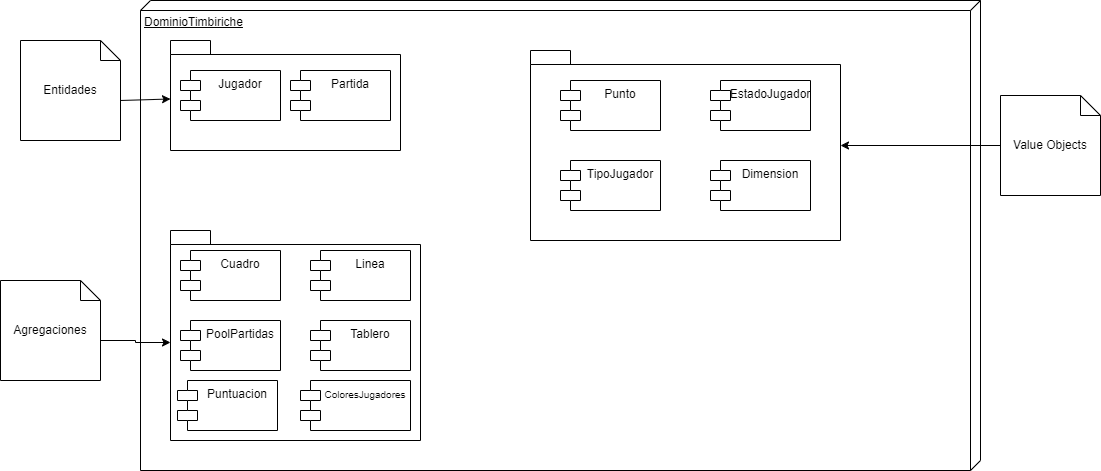 DominioTimbiriche
Entidades
Jugador
Partida
Punto
EstadoJugador
TipoJugador
Dimension
Value Objects
Agregaciones
Cuadro
Linea
PoolPartidas
Tablero
Puntuacion
ColoresJugadores